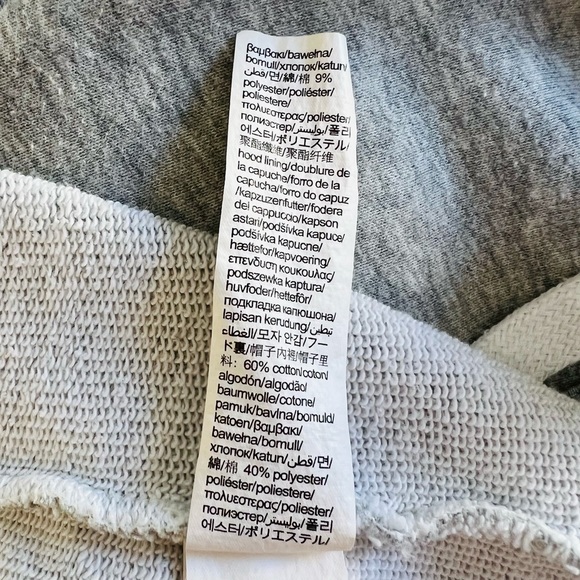 βαμβακι/bawełna/
bomull/хлопок/katun/
قطن/면/綿/棉 9%
polyester/poliéster/
poliestere/
πολυεστερας/poliester/
полиэстер/بوليستر/폴리
에스터/ポリエステル/
聚酯纖維/聚酯纤维
hood lining/doublure de
la capuche/forro de la
capucha/forro do capuz
/kapuzenfutter/fodera
del cappuccio/kapson
astarı/podšívka kapuce/
podšívka kapucne/
hættefor/kapvoering/
επενδυση κουκουλας/
podszewka kaptura/
huvfoder/hettefôr/
подкладка капюшона/
lapisan kerudung/تبطين
الغطاء/모자 안감/フー
ド裏/帽子內裡/帽子里
料: 60% cotton/coton/
algodón/algodão/
baumwolle/cotone/
pamuk/bavlna/bomuld/
katoen/βαμβακι/
bawełna/bomull/
хлопок/katun/قطن/면/
綿/棉 40% polyester/
poliéster/poliestere/
πολυεστερας/poliester/
полиэстер/بوليستر/폴리
에스터/ポリエステル/